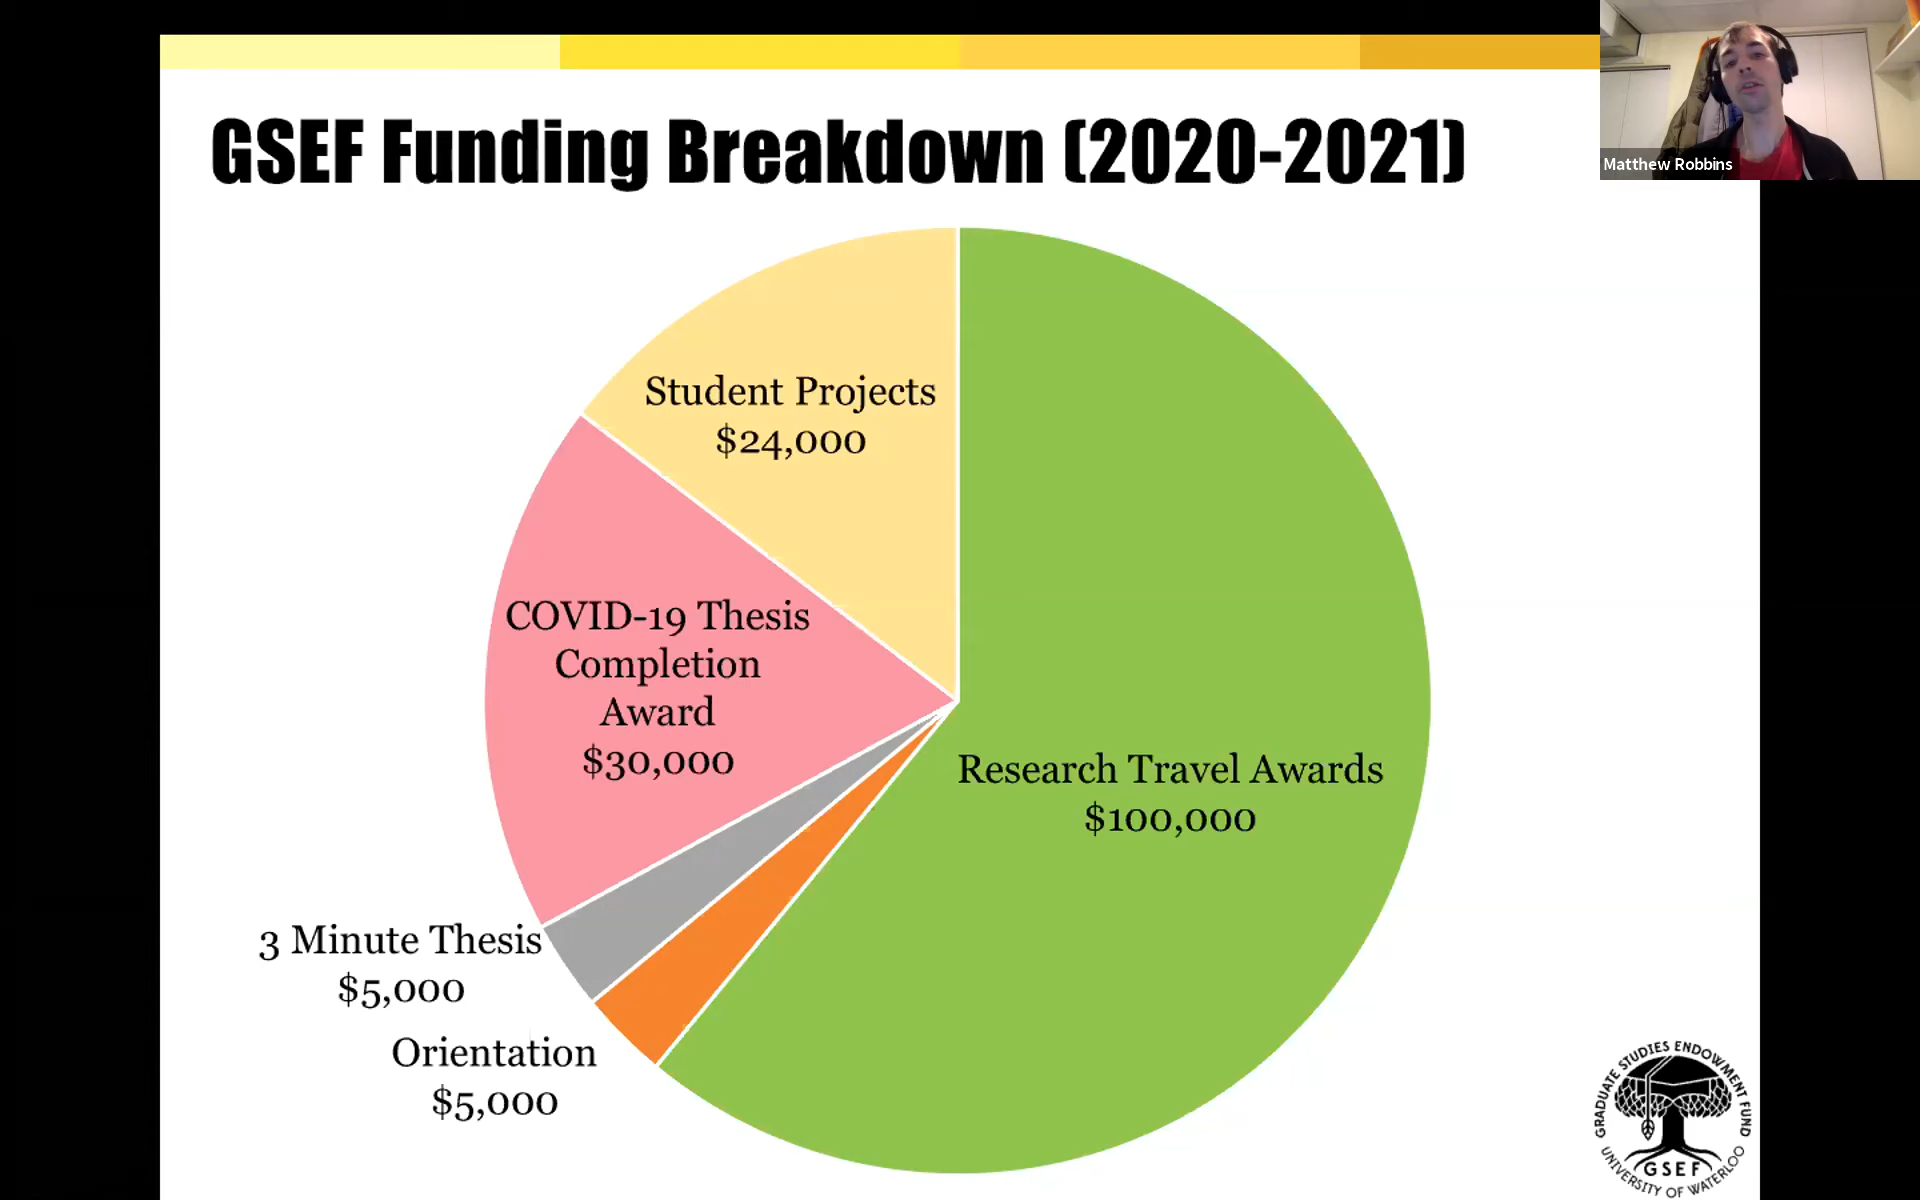 GSEF Funding Breakdown (2020-2021)
Matthew Robbins
Student Projects
$24,000
COVID-19 Thesis
Completion
Award
$30,000
Research Travel Awards
$100,000
3 Minute Thesis
$5,000
Orientation
$5,000
GRADUATE STUDIES ENDOWMENT FUND
GSEF
UNIVERSITY OF WATERLOO